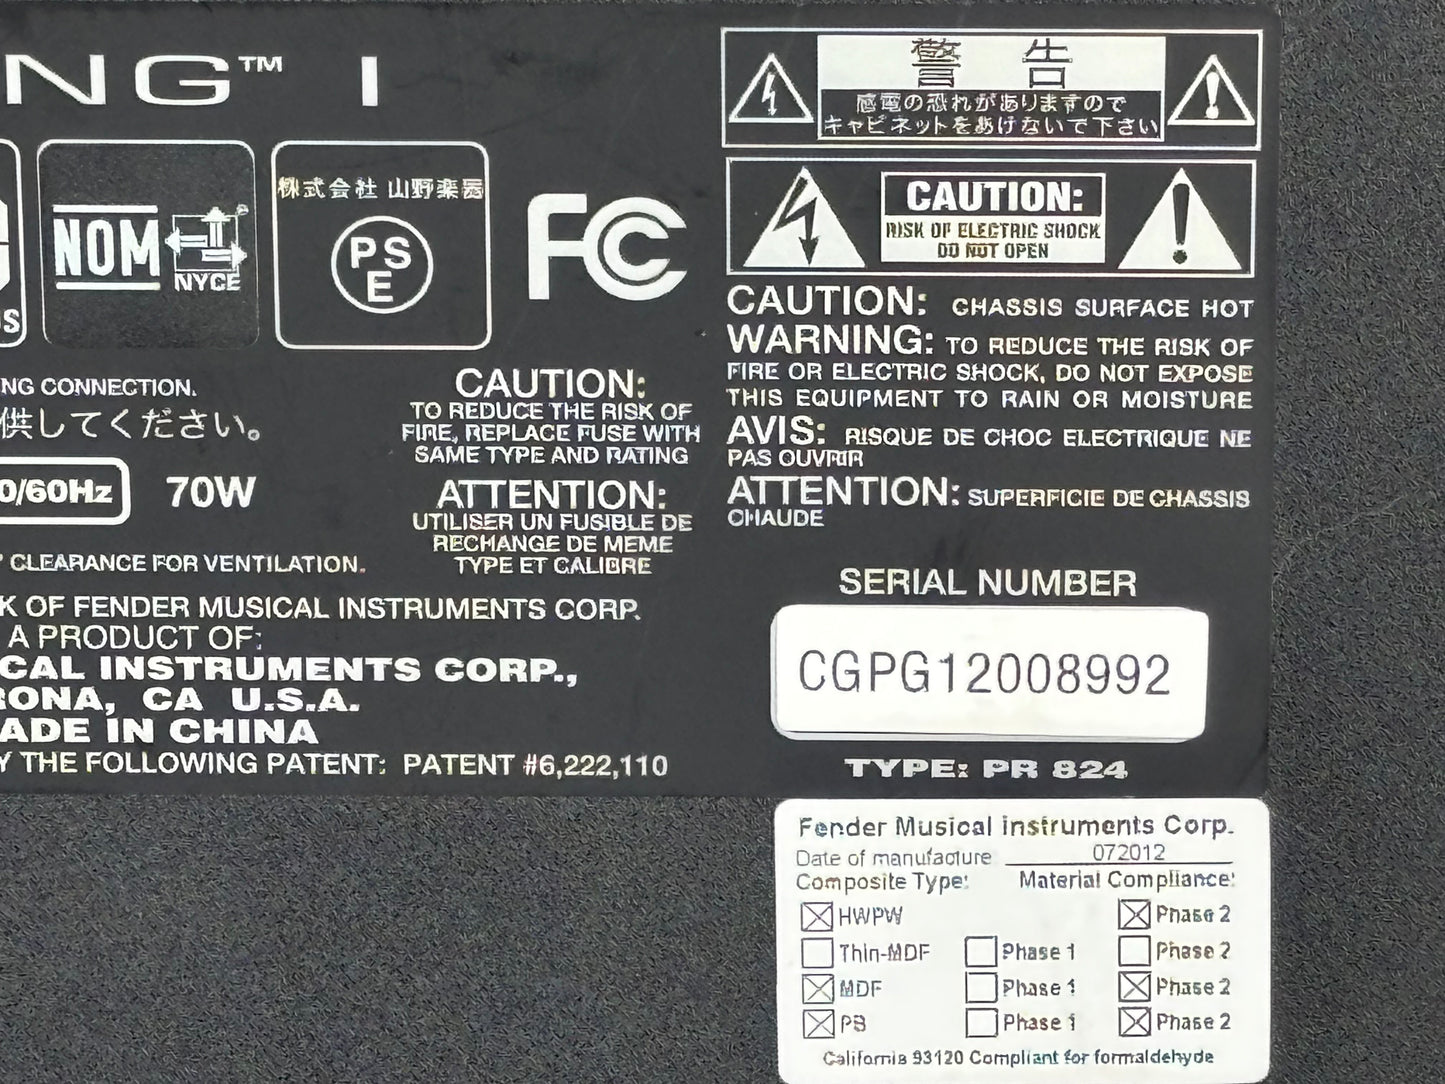 NG™ I
警 告
感電の恐れがありますので
キャビネットをあけないで下さい
NOM
NYCE
株式会社 山野楽器
PS
E
FC
CAUTION:
RISK OF ELECTRIC SHOCK
DO NOT OPEN
CAUTION: CHASSIS SURFACE HOT
WARNING: TO REDUCE THE RISK OF
FIRE OR ELECTRIC SHOCK, DO NOT EXPOSE
THIS EQUIPMENT TO RAIN OR MOISTURE
AVIS: RISQUE DE CHOC ELECTRIQUE NE
PAS OUVRIR
ATTENTION: SUPERFICIE DE CHASSIS
CHAUDE
NG CONNECTION.
供してください。
0/60Hz 70W
CAUTION:
TO REDUCE THE RISK OF
FIRE, REPLACE FUSE WITH
SAME TYPE AND RATING
ATTENTION:
UTILISER UN FUSIBLE DE
RECHANGE DE MEME
TYPE ET CALIBRE
CLEARANCE FOR VENTILATION.
K OF FENDER MUSICAL INSTRUMENTS CORP.
A PRODUCT OF:
CAL INSTRUMENTS CORP.,
RONA, CA U.S.A.
ADE IN CHINA
Y THE FOLLOWING PATENT: PATENT #6,222,110
SERIAL NUMBER
CGPG12008992
TYPE: PR 824
Fender Musical Instruments Corp.
Date of manufacture 072012
Composite Type: Material Compliance:
HWPW Phase 2
Thin-MDF Phase 1 Phase 2
MDF Phase 1 Phase 2
PB Phase 1 Phase 2
California 93120 Compliant for formaldehyde